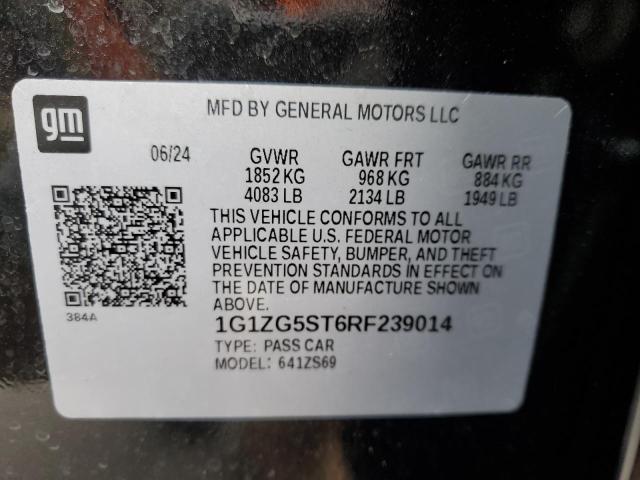 gm
MFD BY GENERAL MOTORS LLC
06/24 GVWR GAWR FRT GAWR RR
1852 KG 968 KG 884 KG
4083 LB 2134 LB 1949 LB
THIS VEHICLE CONFORMS TO ALL
APPLICABLE U.S. FEDERAL MOTOR
VEHICLE SAFETY, BUMPER, AND THEFT
PREVENTION STANDARDS IN EFFECT ON
THE DATE OF MANUFACTURE SHOWN
ABOVE.
384A
1G1ZG5ST6RF239014
TYPE: PASS CAR
MODEL: 641ZS69